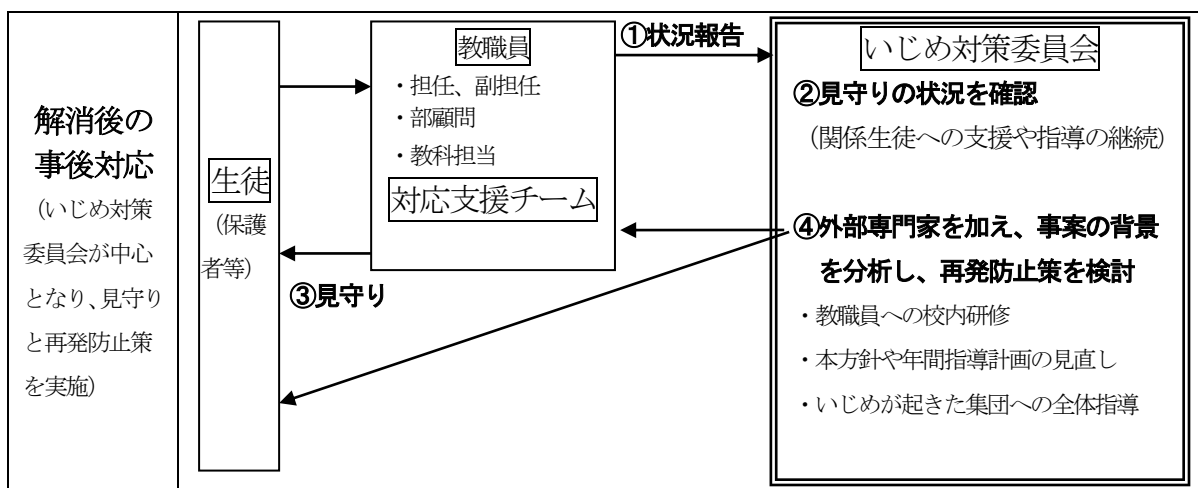 解消後の
事後対応
(いじめ対策
委員会が中心
となり、見守り
と再発防止策
を実施)
生徒
(保護
者等)
教職員
・担任、副担任
・部顧問
・教科担当
対応支援チーム
①状況報告
③見守り
いじめ対策委員会
②見守りの状況を確認
(関係生徒への支援や指導の継続)
④外部専門家を加え、事案の背景
を分析し、再発防止策を検討
・教職員への校内研修
・本方針や年間指導計画の見直し
・いじめが起きた集団への全体指導